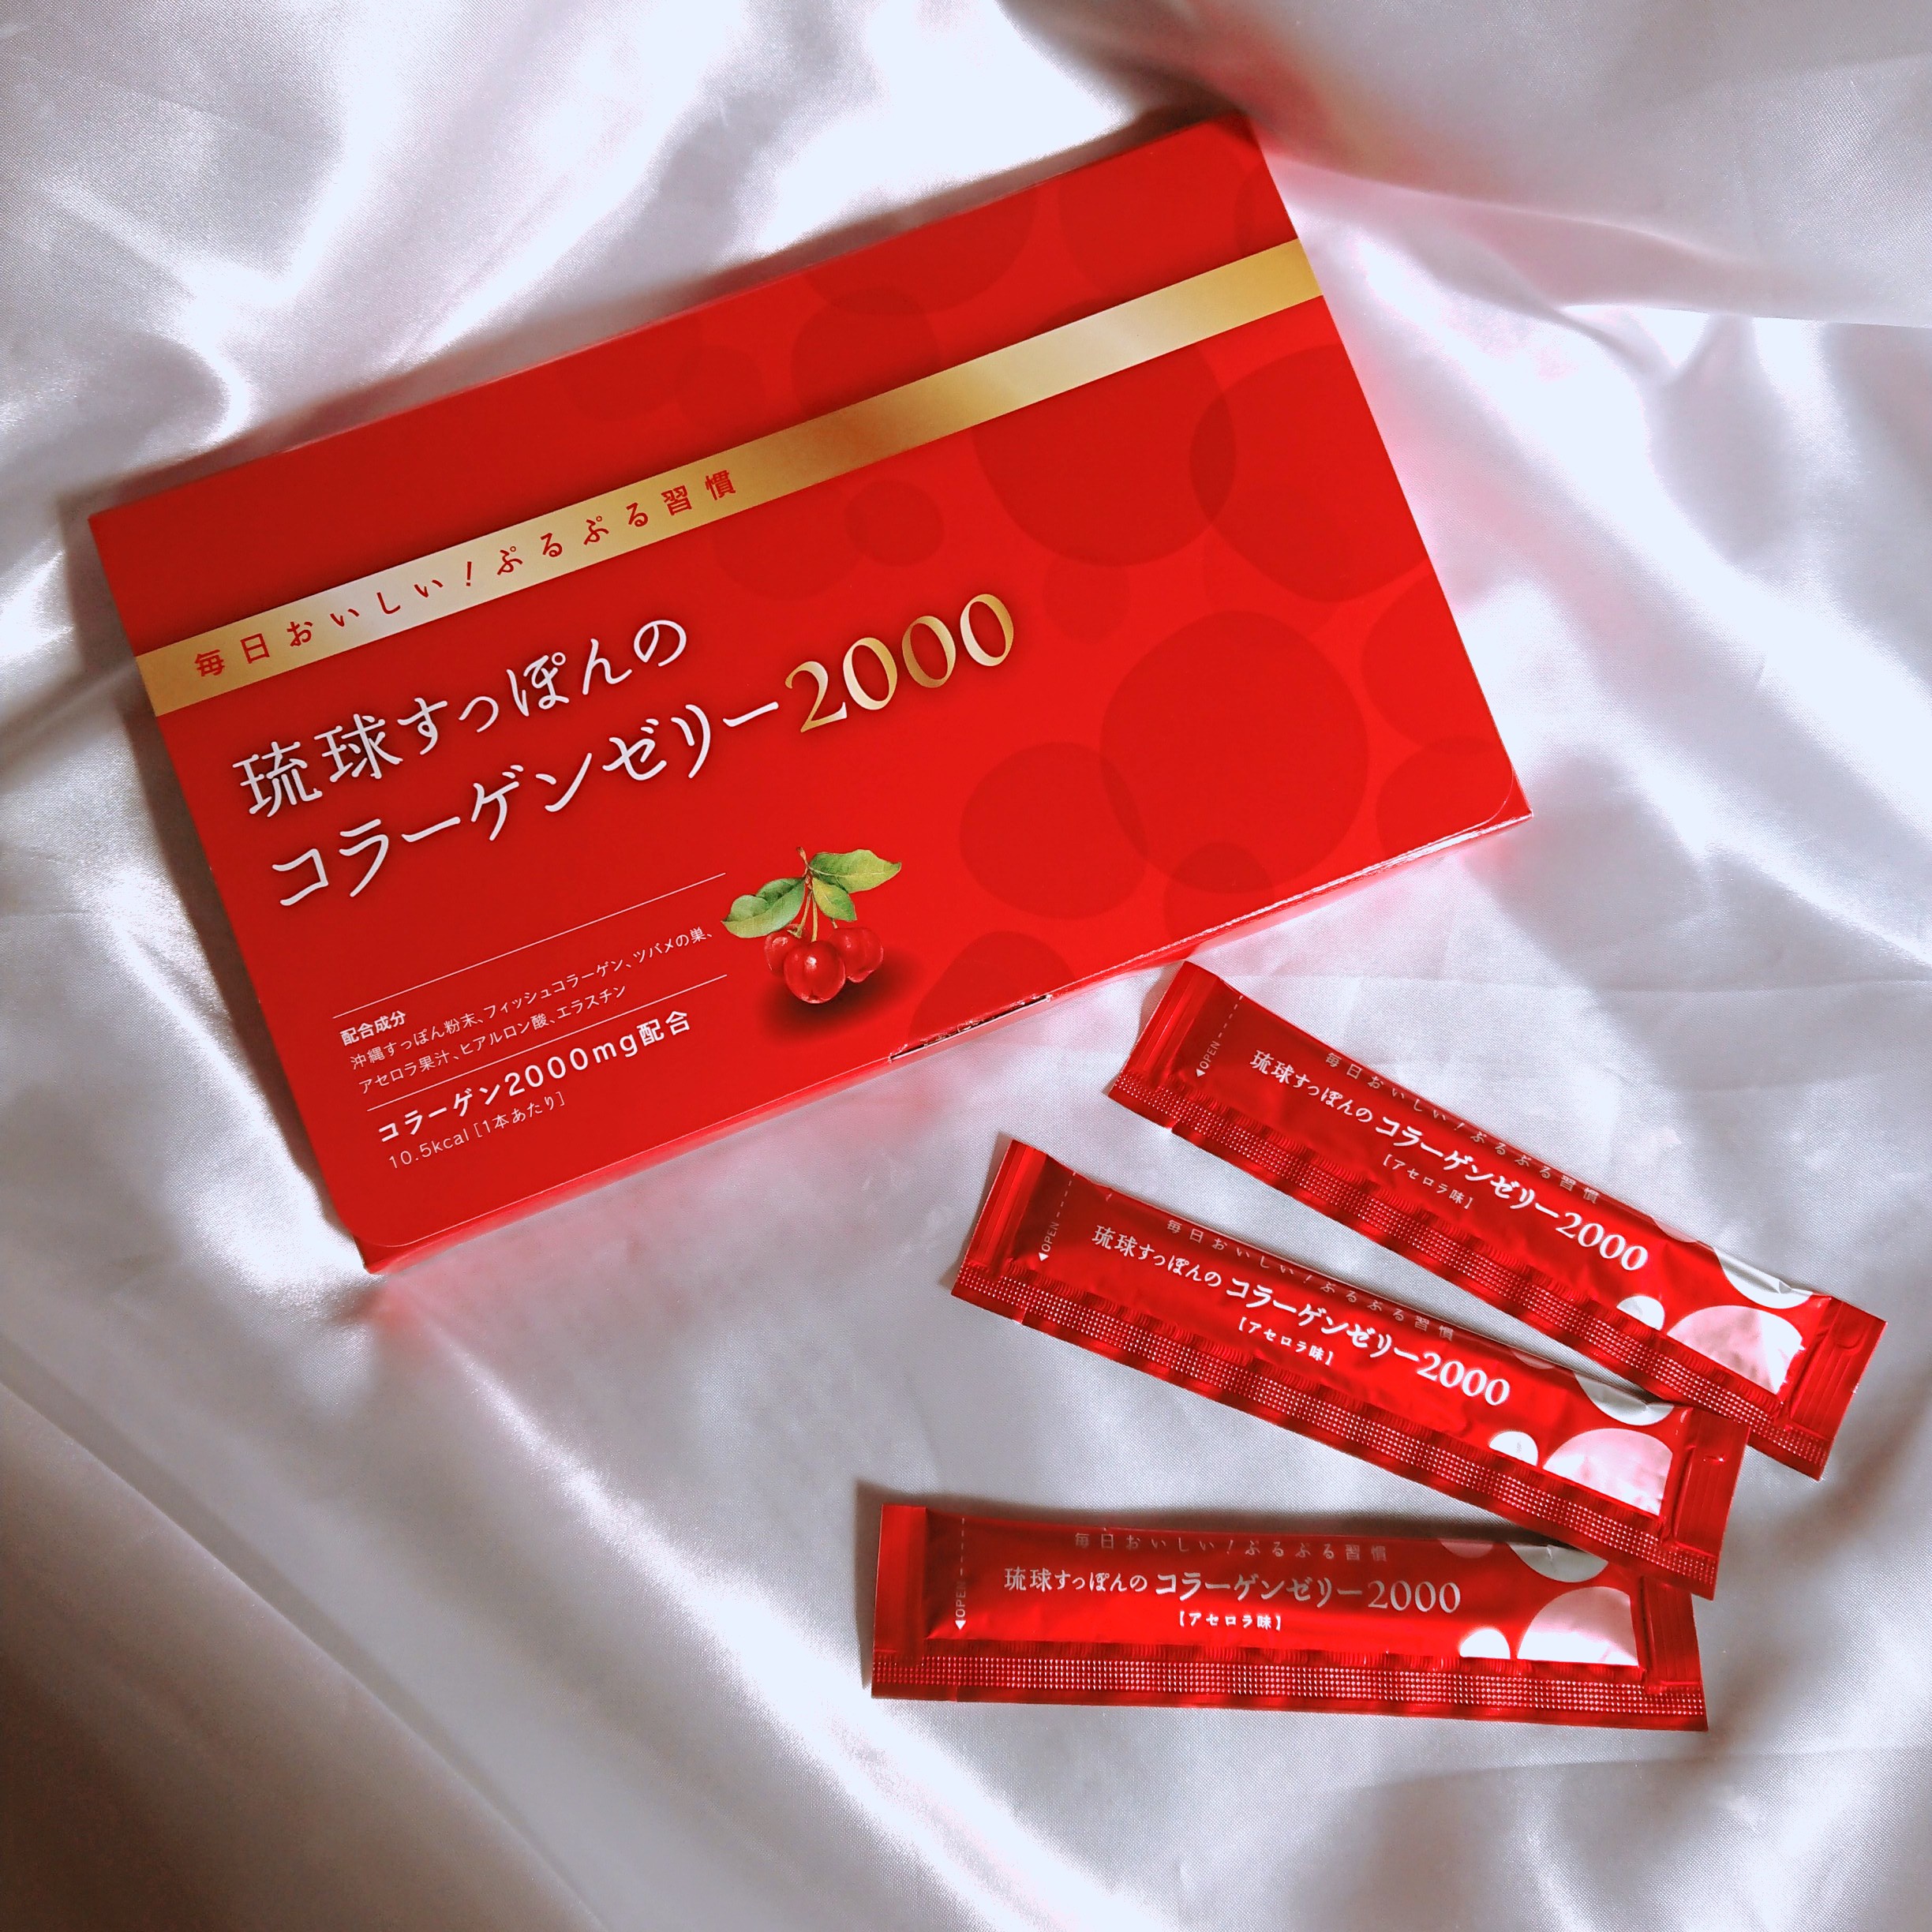 毎日おいしい!ぷるぷる習慣
琉球すっぽんの
コラーゲンゼリー2000
配合成分
沖縄すっぽん粉末、フィッシュコラーゲン、ツバメの巣、
アセロラ果汁、ヒアルロン酸、エラスチン
コラーゲン2000mg配合
10.5kcal[1本あたり]
◀OPEN
毎日おいしい!ぷるぷる習慣
琉球すっぽんの コラーゲンゼリー2000
【アセロラ味】
◀OPEN
毎日おいしい!ぷるぷる習慣
琉球すっぽんの コラーゲンゼリー2000
【アセロラ味】
◀OPEN
毎日おいしい!ぷるぷる習慣
琉球すっぽんの コラーゲンゼリー2000
【アセロラ味】